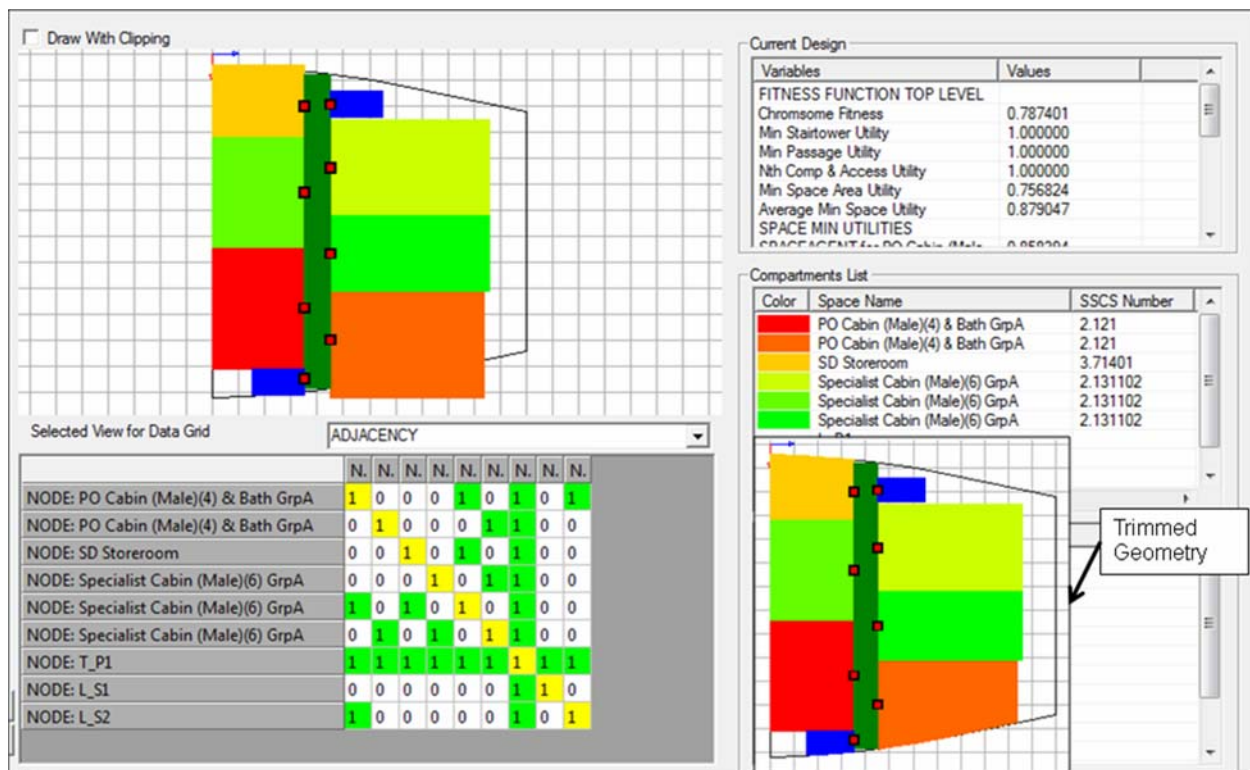 Draw With Clipping
Current Design
Variables Values
FITNESS FUNCTION TOP LEVEL
Chromsome Fitness 0.787401
Min Stairtower Utility 1.000000
Min Passage Utility 1.000000
Nth Comp & Access Utility 1.000000
Min Space Area Utility 0.756824
Average Min Space Utility 0.879047
SPACE MIN UTILITIES
Compartments List
Color Space Name SSCS Number
PO Cabin (Male)(4) & Bath GrpA 2.121
PO Cabin (Male)(4) & Bath GrpA 2.121
SD Storeroom 3.71401
Specialist Cabin (Male)(6) GrpA 2.131102
Specialist Cabin (Male)(6) GrpA 2.131102
Specialist Cabin (Male)(6) GrpA 2.131102
Selected View for Data Grid ADJACENCY
N. N. N. N. N. N. N. N. N.
NODE: PO Cabin (Male)(4) & Bath GrpA 1 0 0 0 1 0 1 0 1
NODE: PO Cabin (Male)(4) & Bath GrpA 0 1 0 0 0 1 1 0 0
NODE: SD Storeroom 0 0 1 0 1 0 1 0 0
NODE: Specialist Cabin (Male)(6) GrpA 0 0 0 1 0 1 1 0 0
NODE: Specialist Cabin (Male)(6) GrpA 1 0 1 0 1 0 1 0 0
NODE: Specialist Cabin (Male)(6) GrpA 0 1 0 1 0 1 1 0 0
NODE: T_P1 1 1 1 1 1 1 1 1 1
NODE: L_S1 0 0 0 0 0 0 1 1 0
NODE: L_S2 1 0 0 0 0 0 1 0 1
Trimmed
Geometry